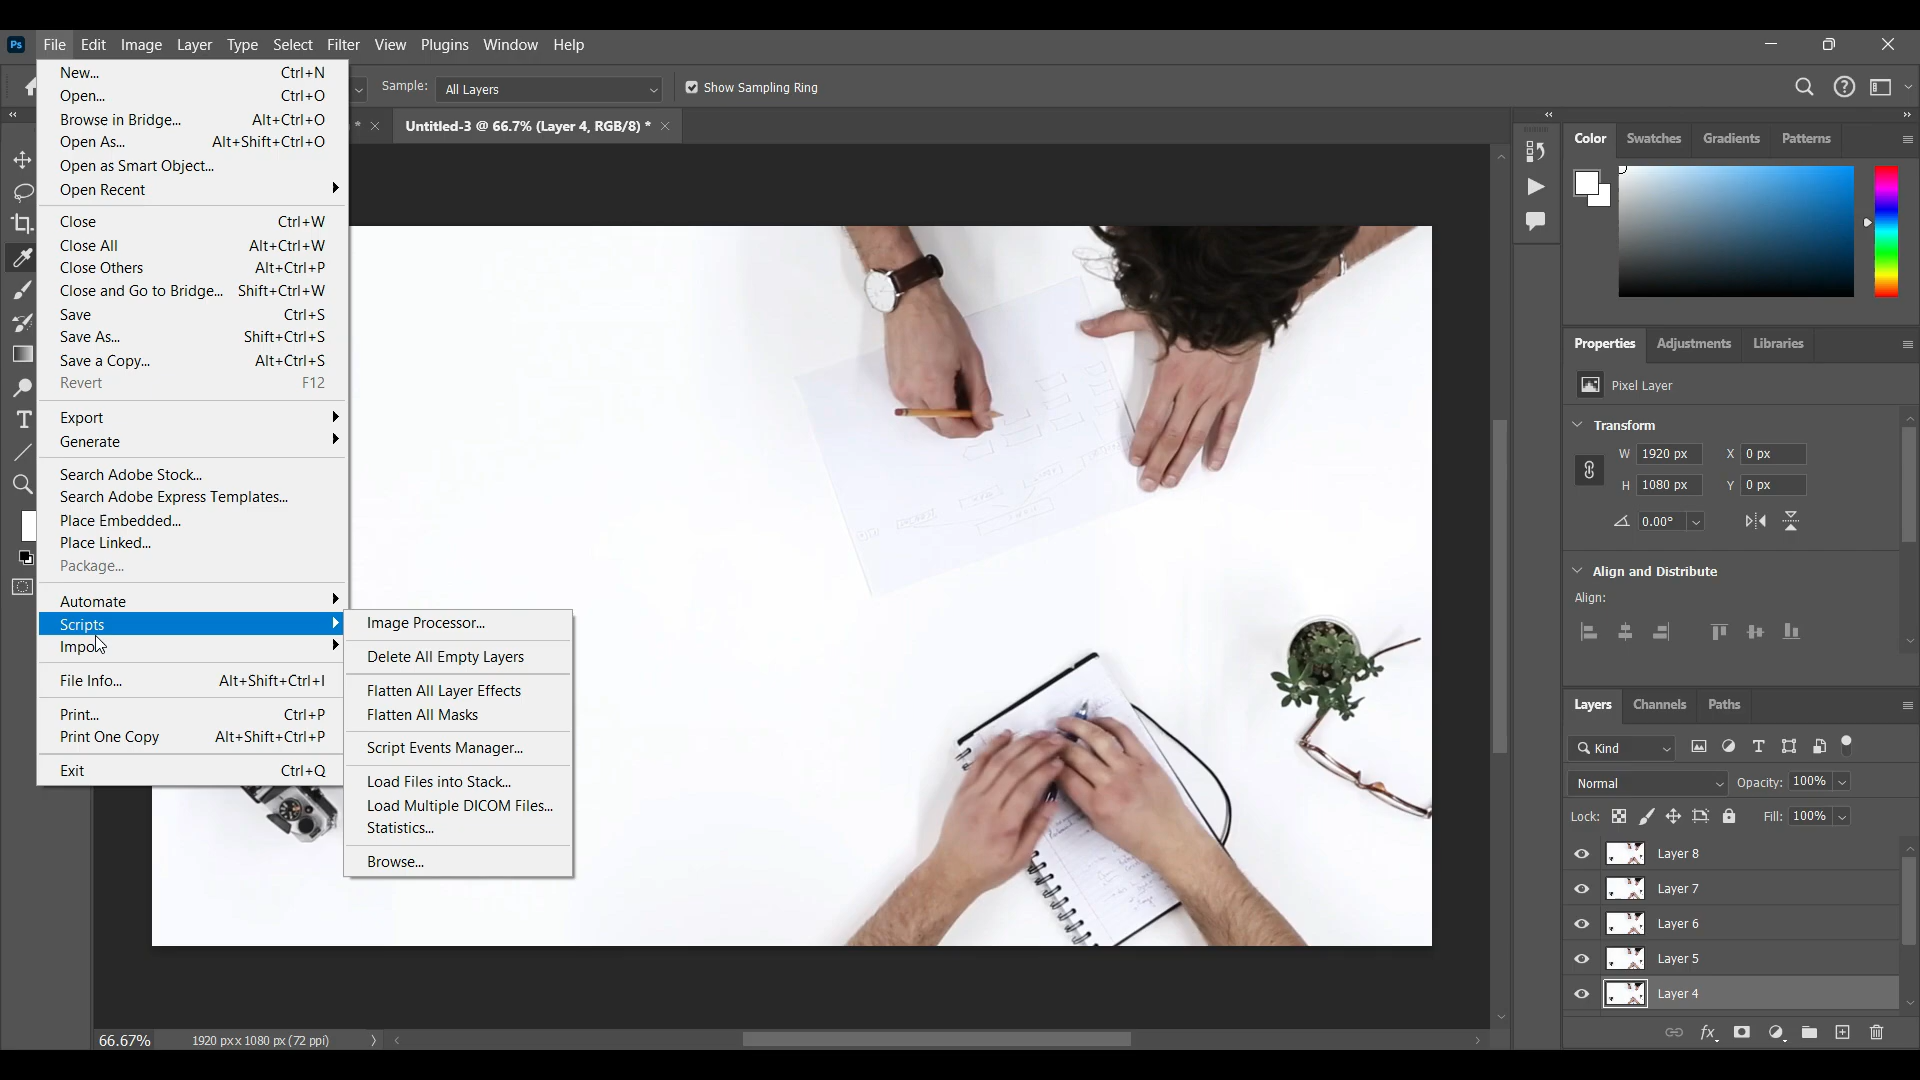 Ps File Edit Image Layer Type Select Filter View Plugins Window Help
Sample: All Layers Show Sampling Ring
* × Untitled-3 @ 66.7% (Layer 4, RGB/8) * ×
New... Ctrl+N
Open... Ctrl+O
Browse in Bridge... Alt+Ctrl+O
Open As... Alt+Shift+Ctrl+O
Open as Smart Object...
Open Recent
Close Ctrl+W
Close All Alt+Ctrl+W
Close Others Alt+Ctrl+P
Close and Go to Bridge... Shift+Ctrl+W
Save Ctrl+S
Save As... Shift+Ctrl+S
Save a Copy... Alt+Ctrl+S
Revert F12
Export
Generate
Search Adobe Stock...
Search Adobe Express Templates...
Place Embedded...
Place Linked...
Package...
Automate
Scripts
Impo
File Info... Alt+Shift+Ctrl+I
Print... Ctrl+P
Print One Copy Alt+Shift+Ctrl+P
Exit Ctrl+Q
Image Processor...
Delete All Empty Layers
Flatten All Layer Effects
Flatten All Masks
Script Events Manager...
Load Files into Stack...
Load Multiple DICOM Files...
Statistics...
Browse...
Color Swatches Gradients Patterns
Properties Adjustments Libraries
Pixel Layer
Transform
W 1920 px X 0 px
H 1080 px Y 0 px
0.00°
Align and Distribute
Align:
Layers Channels Paths
Kind
Normal Opacity: 100%
Lock: Fill: 100%
Layer 8
Layer 7
Layer 6
Layer 5
Layer 4
66.67% 1920 px x 1080 px (72 ppi)